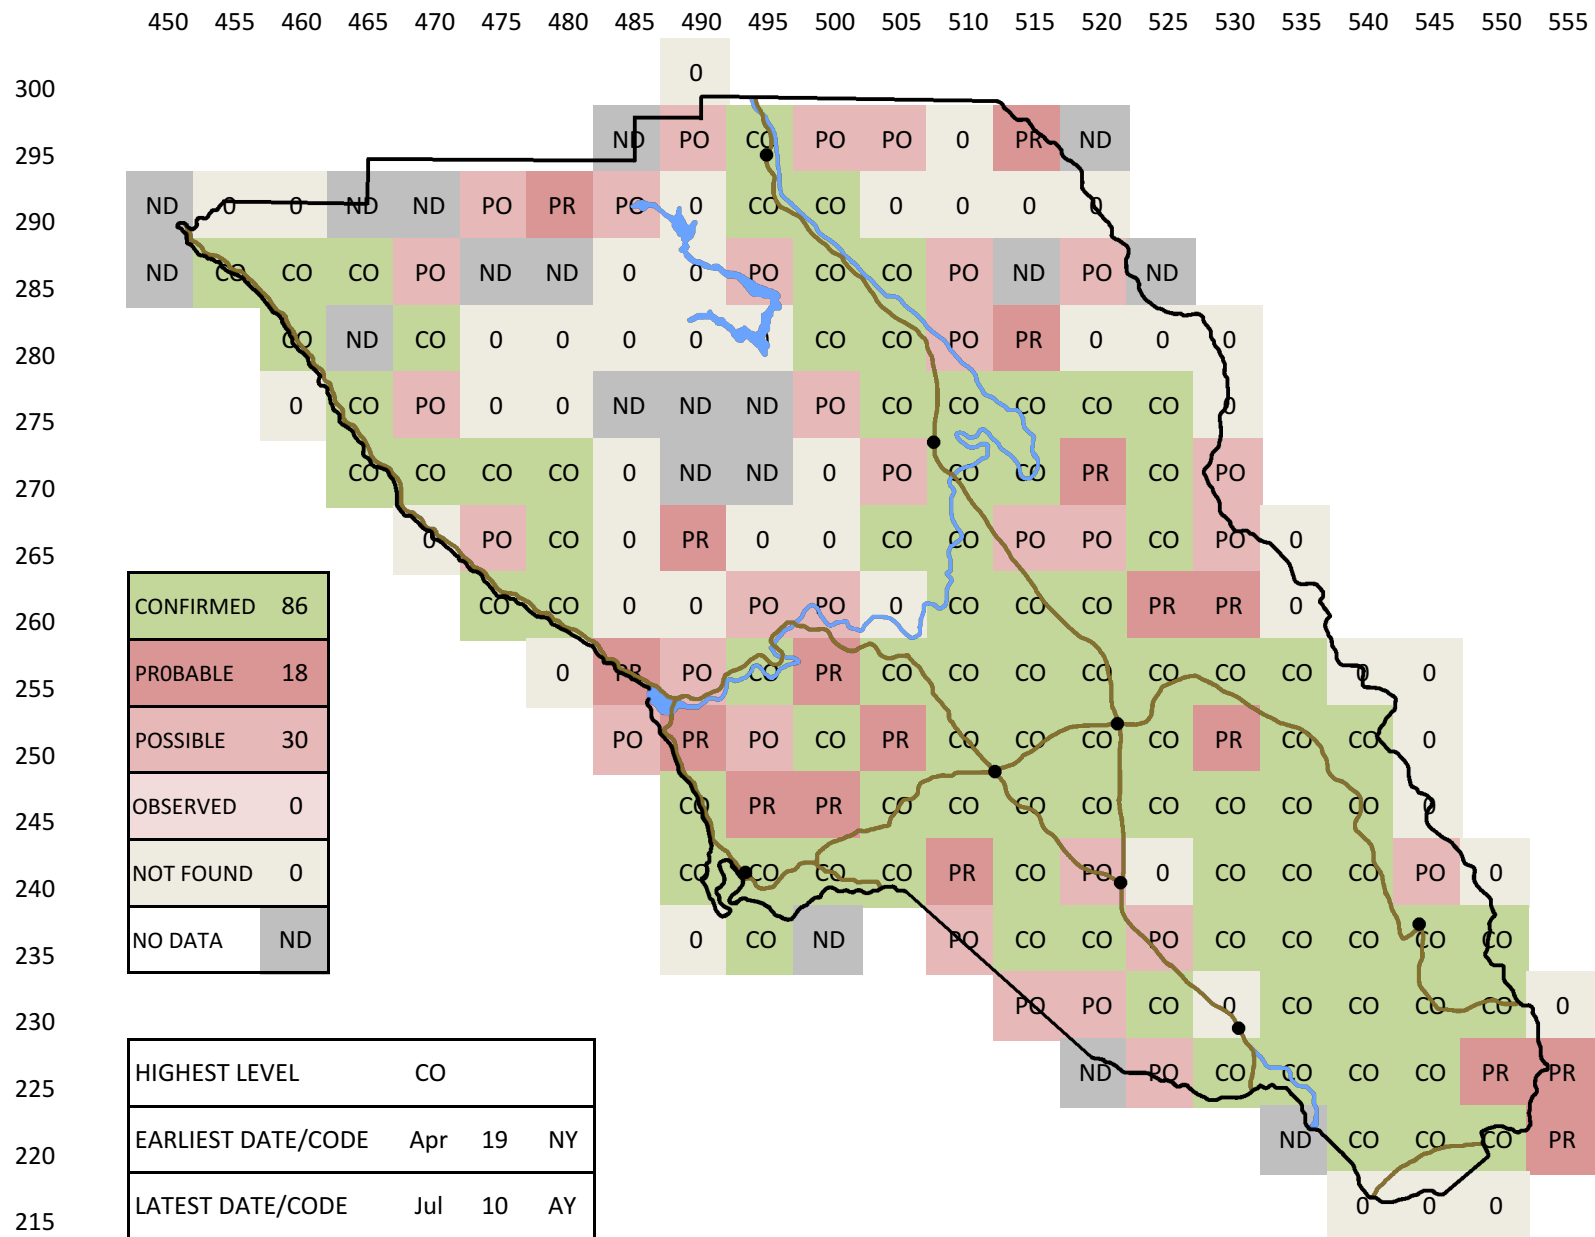 450 455 460 465 470 475 480 485 490 495 500 505 510 515 520 525 530 535 540 545 550 555
300 0
295 ND PO CO PO PO 0 PR ND
290 ND 0 0 ND ND PO PR PO 0 CO CO 0 0 0 0
285 ND CO CO CO PO ND ND 0 0 PO CO CO PO ND PO ND
280 CO ND CO 0 0 0 0 0 CO CO PO PR 0 0 0
275 0 CO PO 0 0 ND ND ND PO CO CO CO CO CO 0
270 CO CO CO CO 0 ND ND 0 PO CO CO PR CO PO
265 0 PO CO 0 PR 0 0 CO CO PO PO CO PO 0
260 CO CO 0 0 PO PO 0 CO CO CO PR PR 0
255 0 PR PO CO PR CO CO CO CO CO CO CO 0 0
250 PO PR PO CO PR CO CO CO CO PR CO CO 0
245 CO PR PR CO CO CO CO CO CO CO CO 0
240 CO CO CO CO PR CO PO 0 CO CO CO PO 0
235 0 CO ND PO CO CO PO CO CO CO CO CO
230 PO PO CO 0 CO CO CO CO 0
225 ND PO CO CO CO CO PR PR
220 ND CO CO CO PR
215 0 0 0
CONFIRMED 86
PR0BABLE 18
POSSIBLE 30
OBSERVED 0
NOT FOUND 0
NO DATA ND
HIGHEST LEVEL CO
EARLIEST DATE/CODE Apr 19 NY
LATEST DATE/CODE Jul 10 AY